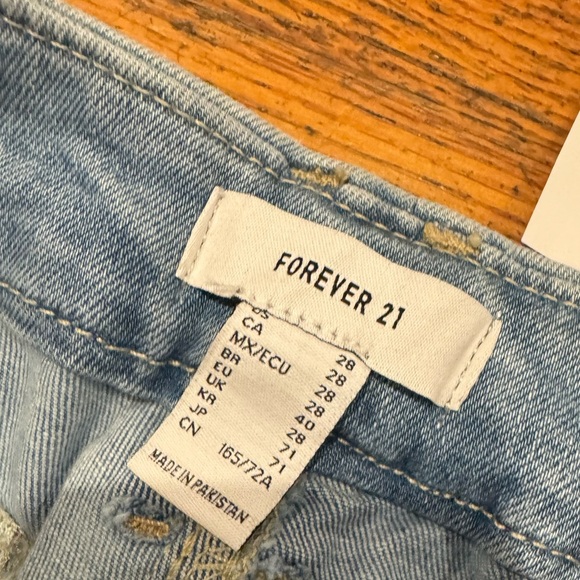 FOREVER 21
US 28
CA 28
MX/ECU 28
BR 28
EU 40
UK 28
KR 71
JP 71
CN 165/72A
MADE IN PAKISTAN